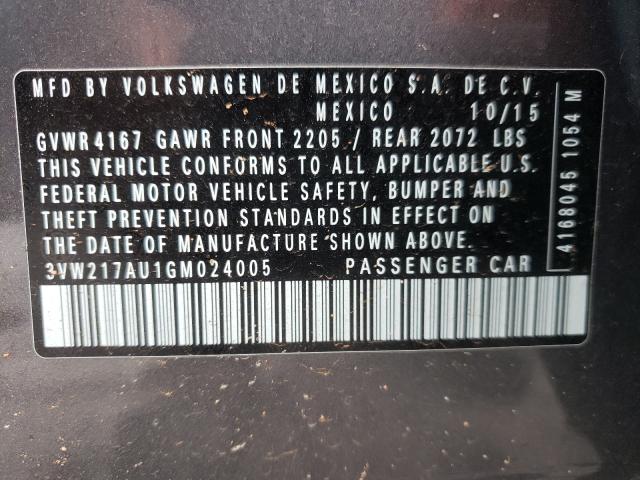 MFD BY VOLKSWAGEN DE MEXICO S.A. DE C.V.
MEXICO 10/15
GVWR4167 GAWR FRONT 2205 / REAR 2072 LBS
THIS VEHICLE CONFORMS TO ALL APPLICABLE U.S.
FEDERAL MOTOR VEHICLE SAFETY, BUMPER AND
THEFT PREVENTION STANDARDS IN EFFECT ON
THE DATE OF MANUFACTURE SHOWN ABOVE.
3VW217AU1GM024005 PASSENGER CAR
4168045 1054 M